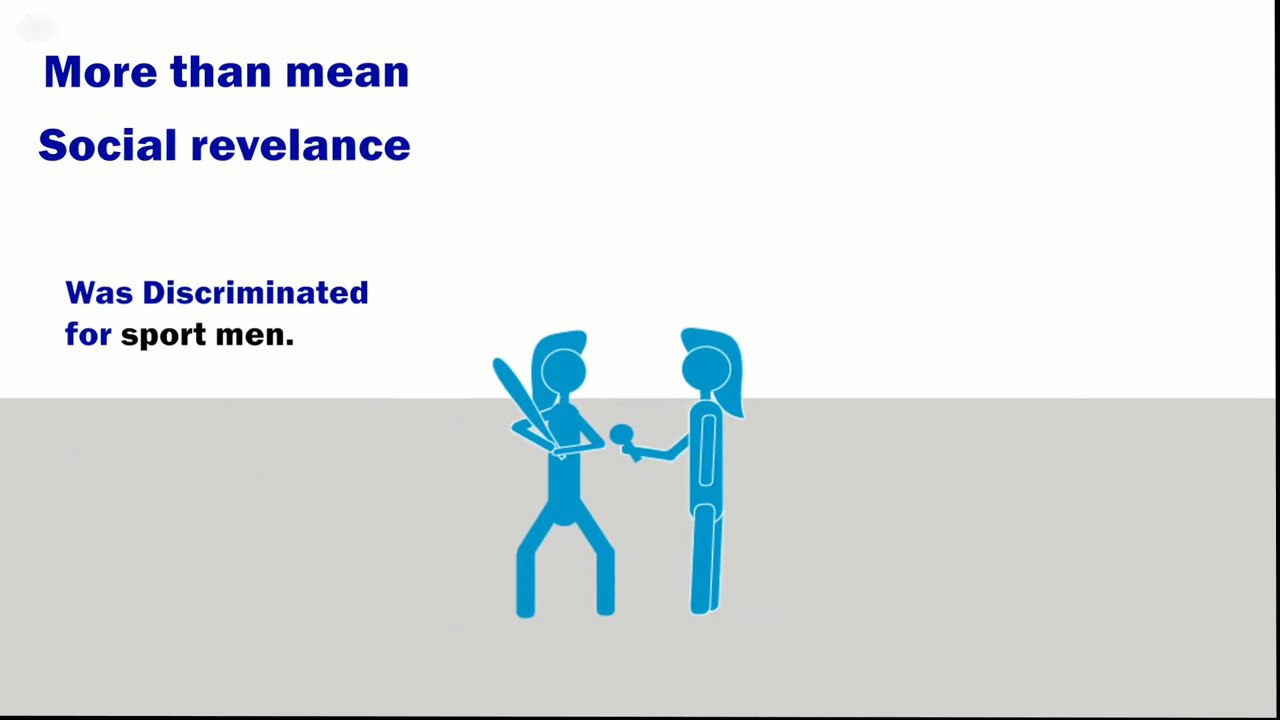 More than mean
Social revelance
Was Discriminated
for sport men.